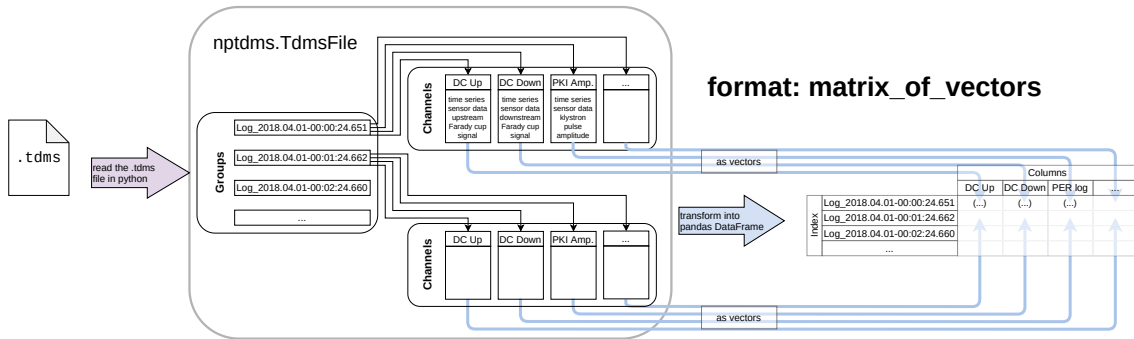 nptdms.TdmsFile
format: matrix_of_vectors
.tdms
read the .tdms
file in python
Groups
Log_2018.04.01-00:00:24.651
Log_2018.04.01-00:01:24.662
Log_2018.04.01-00:02:24.660
...
Channels
DC Up
time series
sensor data
upstream
Farady cup
signal
DC Down
time series
sensor data
downstream
Farady cup
signal
PKI Amp.
time series
sensor data
klystron
pulse
amplitude
...
Channels
DC Up
DC Down
PKI Amp.
...
as vectors
transform into
pandas DataFrame
Columns
DC Up DC Down PER log ...
Index
Log_2018.04.01-00:00:24.651 (...) (...) (...)
Log_2018.04.01-00:01:24.662
Log_2018.04.01-00:02:24.660
...
as vectors